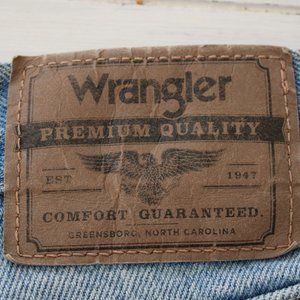 Wrangler
PREMIUM QUALITY
EST 1947
COMFORT GUARANTEED.
GREENSBORO, NORTH CAROLINA